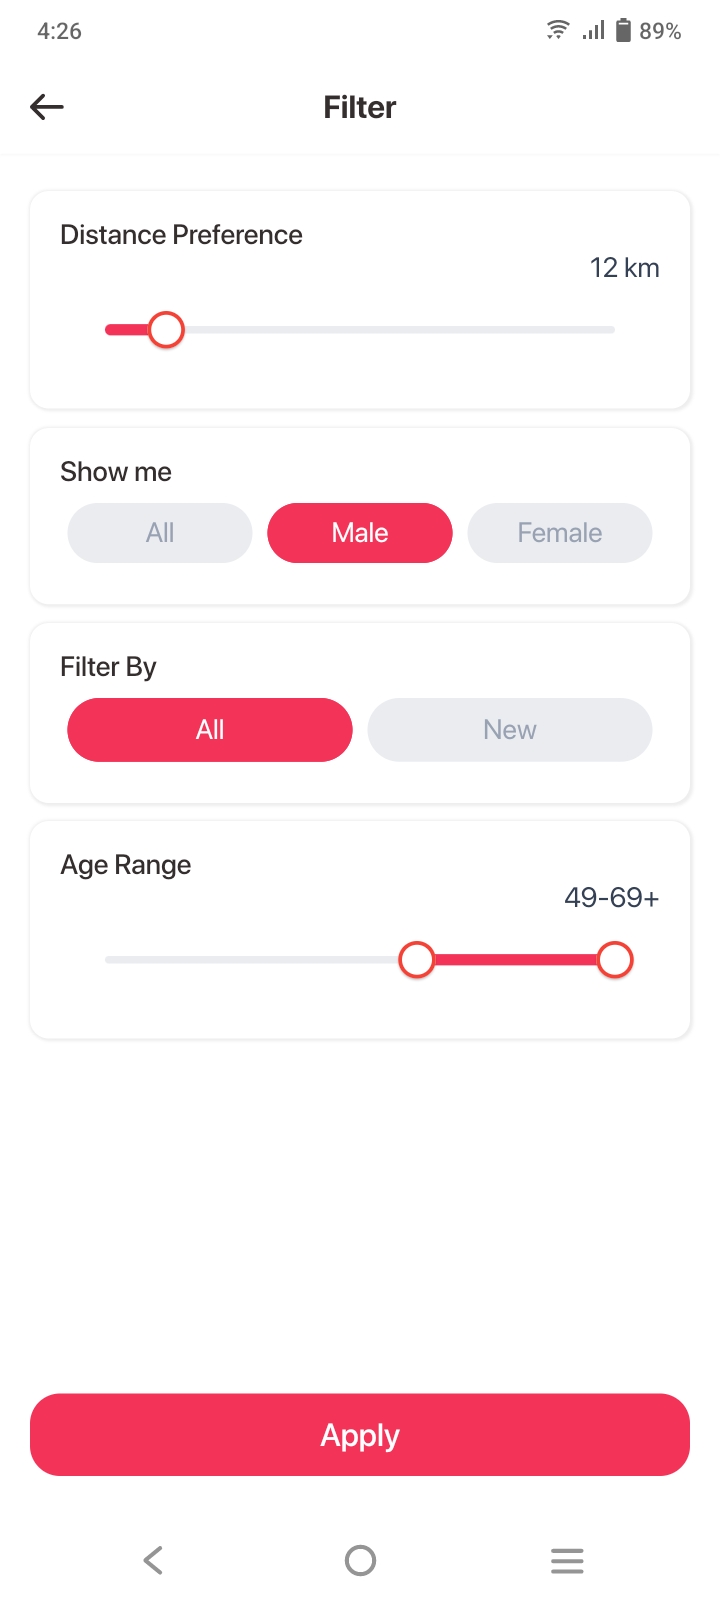 4:26
89%
Filter
Distance Preference
12 km
Show me
All Male Female
Filter By
All New
Age Range
49-69+
Apply